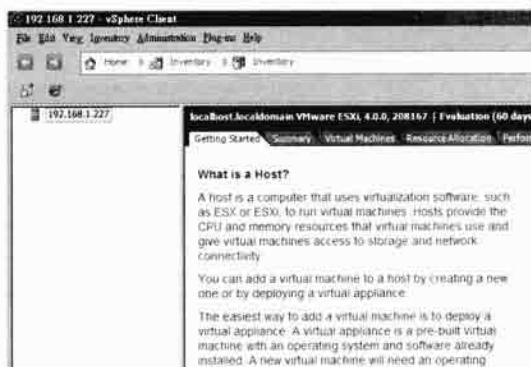 192.168.1.227 - vSphere Client
File Edit View Inventory Administration Plug-ins Help
Home Inventory Inventory
192.168.1.227
localhost.localdomain VMware ESXi, 4.0.0, 208167 | Evaluation (60 days
Getting Started Summary Virtual Machines Resource Allocation Perfor
What is a Host?
A host is a computer that uses virtualization software, such
as ESX or ESXi, to run virtual machines. Hosts provide the
CPU and memory resources that virtual machines use and
give virtual machines access to storage and network
connectivity.
You can add a virtual machine to a host by creating a new
one or by deploying a virtual appliance.
The easiest way to add a virtual machine is to deploy a
virtual appliance. A virtual appliance is a pre-built virtual
machine with an operating system and software already
installed. A new virtual machine will need an operating